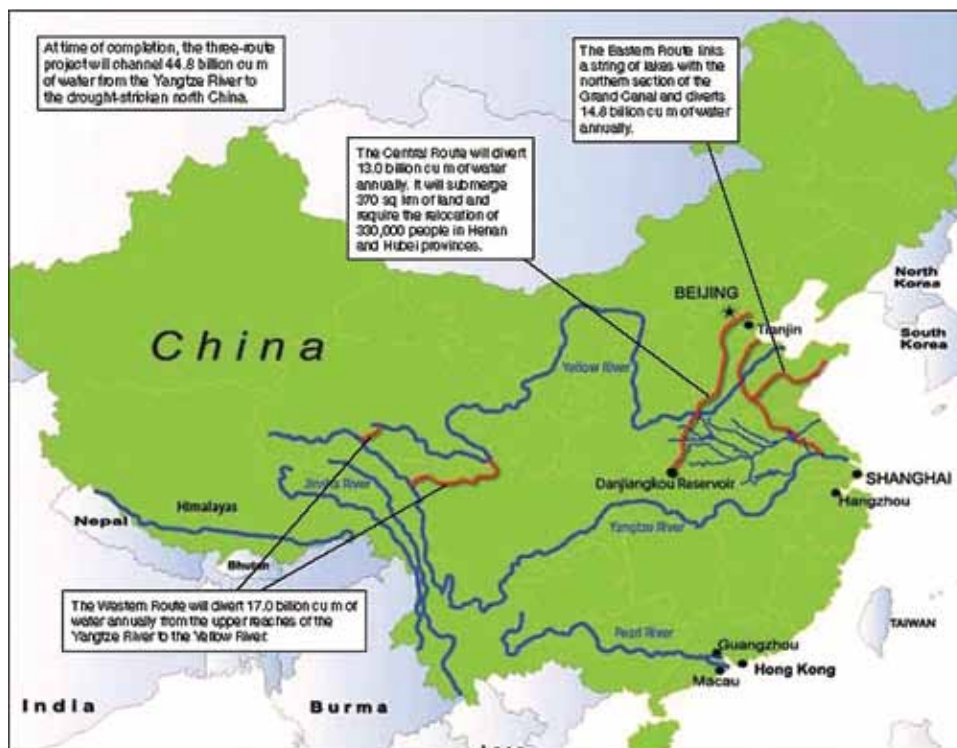 At time of completion, the three-route
project will channel 44.8 billion cu m
of water from the Yangtze River to
the drought-stricken north China.
The Eastern Route links
a string of lakes with the
northern section of the
Grand Canal and diverts
14.8 billion cu m of water
annually.
The Central Route will divert
13.0 billion cu m of water
annually. It will submerge
370 sq km of land and
require the relocation of
330,000 people in Henan
and Hubei provinces.
North
Korea
BEIJING
Tianjin
South
Korea
China
Yellow River
Danjiangkou Reservoir
SHANGHAI
Hangzhou
River
Himalayas
Nepal
Yangtze River
Bhutan
The Western Route will divert 17.0 billion cu m of
water annually from the upper reaches of the
Yangtze River to the Yellow River.
TAIWAN
Pearl River
Guangzhou
Hong Kong
Macau
India
Burma